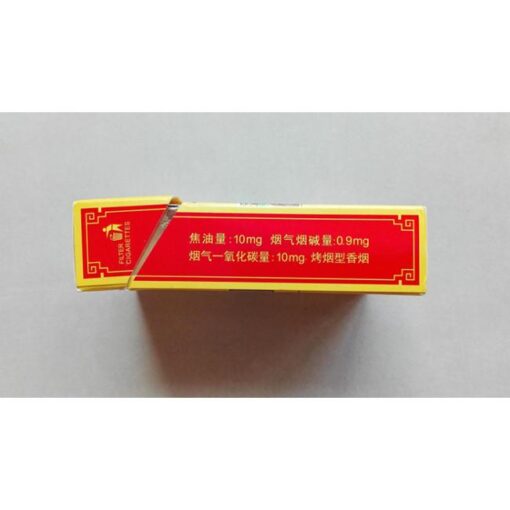 焦油量:10mg 烟气烟碱量:0.9mg
烟气一氧化碳量:10mg 烤烟型香烟
FILTER
CIGARETTES